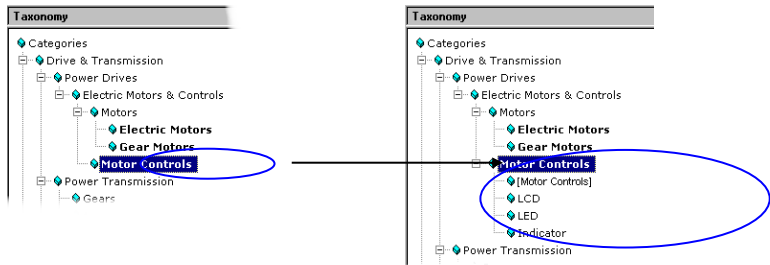 Taxonomy
Categories
Drive & Transmission
Power Drives
Electric Motors & Controls
Motors
Electric Motors
Gear Motors
Motor Controls
Power Transmission
Gears
Taxonomy
Categories
Drive & Transmission
Power Drives
Electric Motors & Controls
Motors
Electric Motors
Gear Motors
Motor Controls
[Motor Controls]
LCD
LED
Indicator
Power Transmission